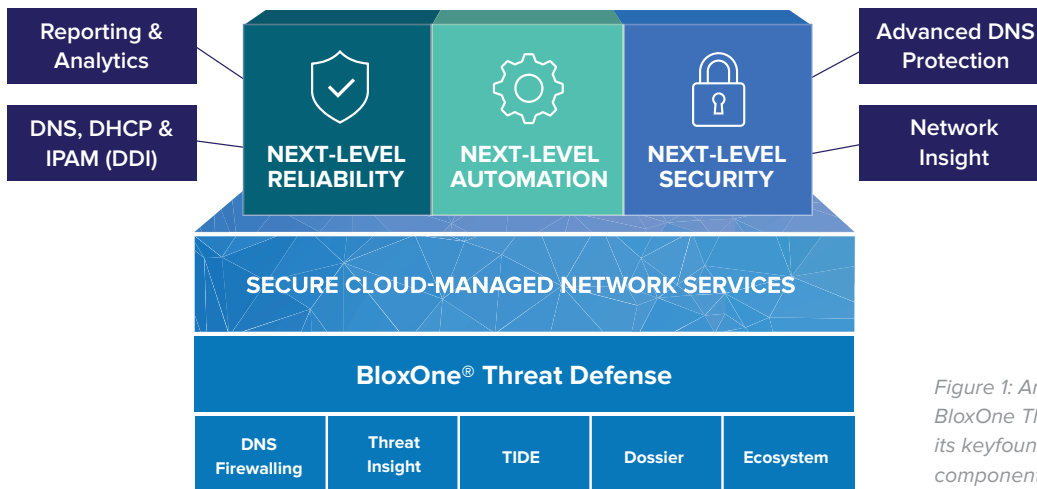 Reporting &
Analytics
DNS, DHCP &
IPAM (DDI)
NEXT-LEVEL
RELIABILITY
NEXT-LEVEL
AUTOMATION
NEXT-LEVEL
SECURITY
Advanced DNS
Protection
Network
Insight
SECURE CLOUD-MANAGED NETWORK SERVICES
BloxOne® Threat Defense
DNS
Firewalling
Threat
Insight
TIDE
Dossier
Ecosystem
Figure 1:
BloxOne
its keyfoun
component